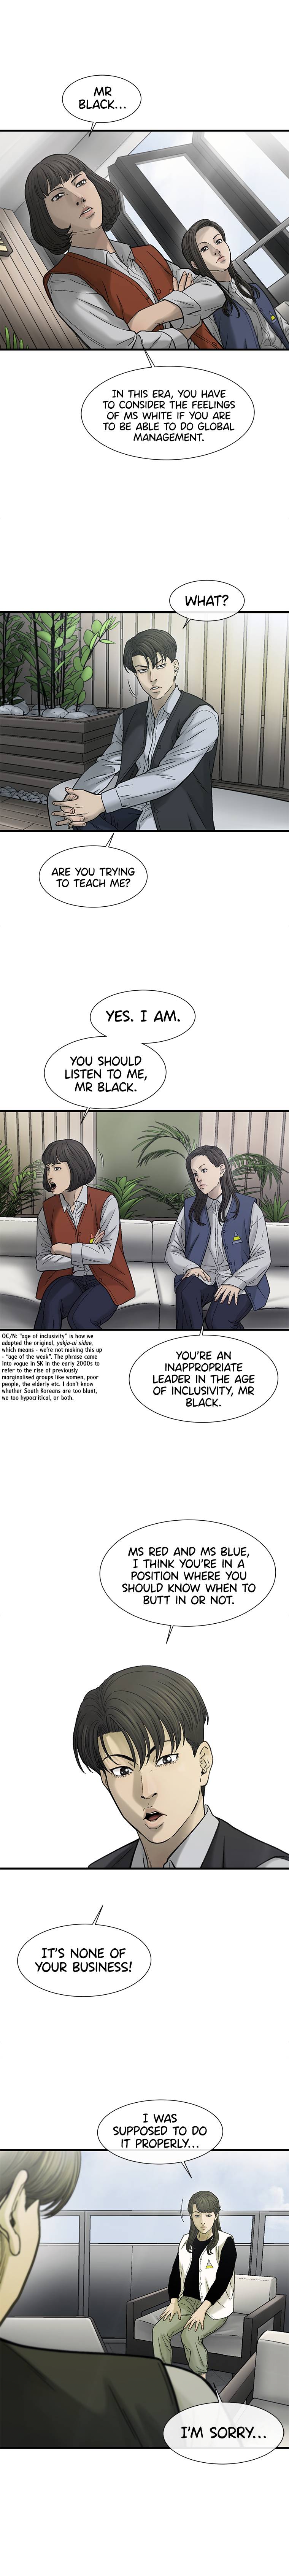 MR
BLACK...
IN THIS ERA, YOU HAVE
TO CONSIDER THE FEELINGS
OF MS WHITE IF YOU ARE
TO BE ABLE TO DO GLOBAL
MANAGEMENT.
WHAT?
ARE YOU TRYING
TO TEACH ME?
YES. I AM.
YOU SHOULD
LISTEN TO ME,
MR BLACK.
OC/N: "age of inclusivity" is how we
adapted the original, yakja-ui sidae,
which means - we're not making this up
- "age of the weak". The phrase came
into vogue in SK in the early 2000s to
refer to the rise of previously
marginalised groups like women, poor
people, the elderly etc. I don't know
whether South Koreans are too blunt,
we too hypocritical, or both.
YOU'RE AN
INAPPROPRIATE
LEADER IN THE AGE
OF INCLUSIVITY, MR
BLACK.
MS RED AND MS BLUE,
I THINK YOU'RE IN A
POSITION WHERE YOU
SHOULD KNOW WHEN TO
BUTT IN OR NOT.
IT'S NONE OF
YOUR BUSINESS!
I WAS
SUPPOSED TO DO
IT PROPERLY...
I'M SORRY...